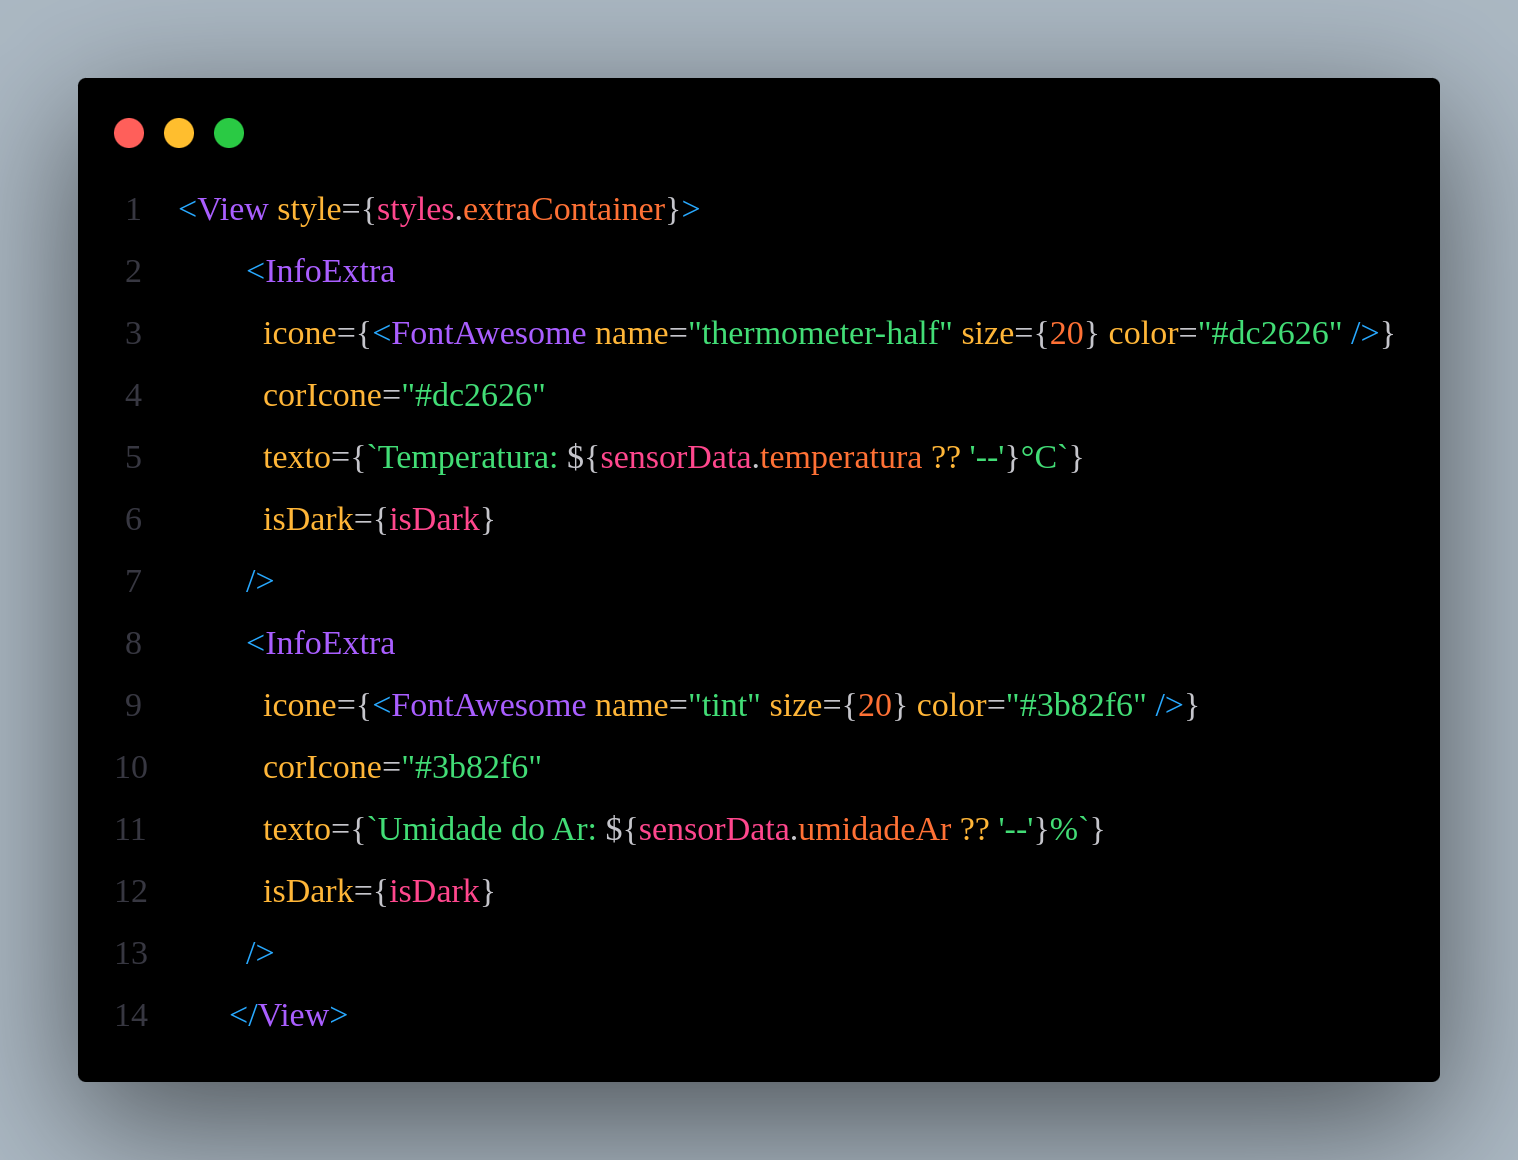 1 <View style={styles.extraContainer}>
2 <InfoExtra
3 icone={<FontAwesome name="thermometer-half" size={20} color="#dc2626" />}
4 corIcone="#dc2626"
5 texto={`Temperatura: ${sensorData.temperatura ?? '--'}°C`}
6 isDark={isDark}
7 />
8 <InfoExtra
9 icone={<FontAwesome name="tint" size={20} color="#3b82f6" />}
10 corIcone="#3b82f6"
11 texto={`Umidade do Ar: ${sensorData.umidadeAr ?? '--'}%`}
12 isDark={isDark}
13 />
14 </View>